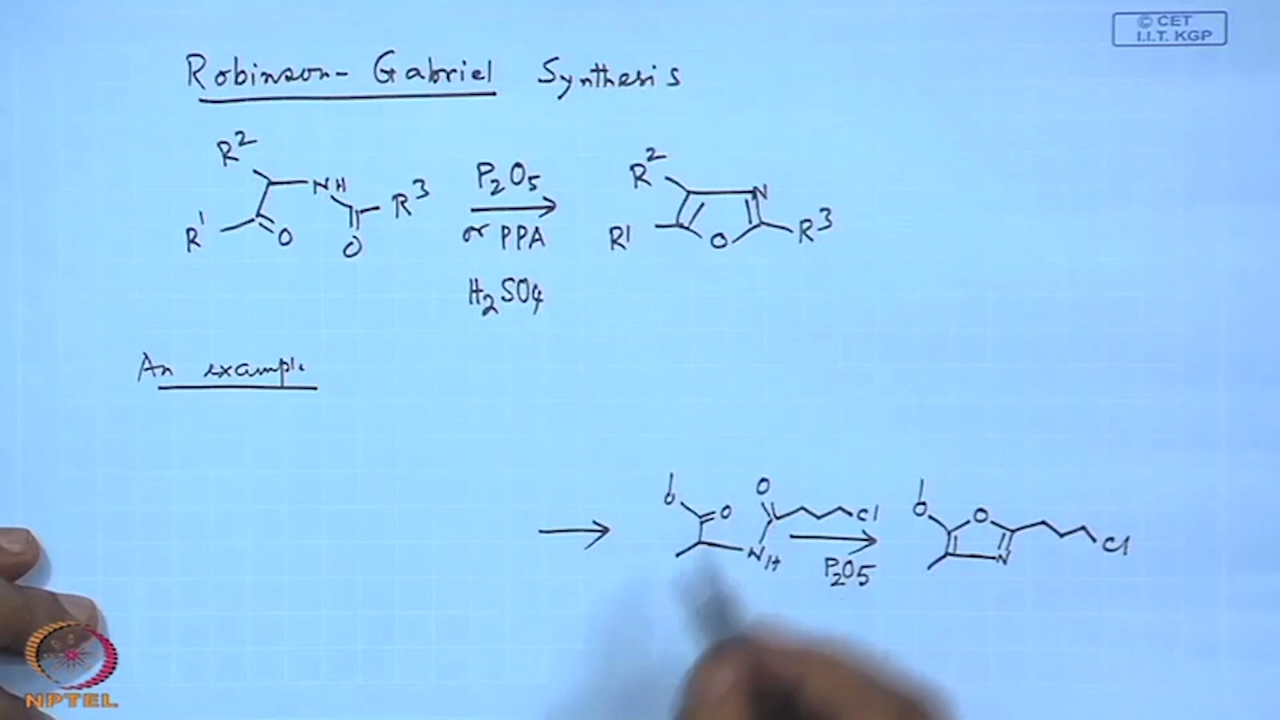 © CET
I.I.T. KGP
Robinson-Gabriel Synthesis
R2
NH
R3
R1
O
O
P2O5
or PPA
H2SO4
R2
N
R1
O
R3
An example
O
O
O
Cl
NH
P2O5
O
O
N
Cl
NPTEL